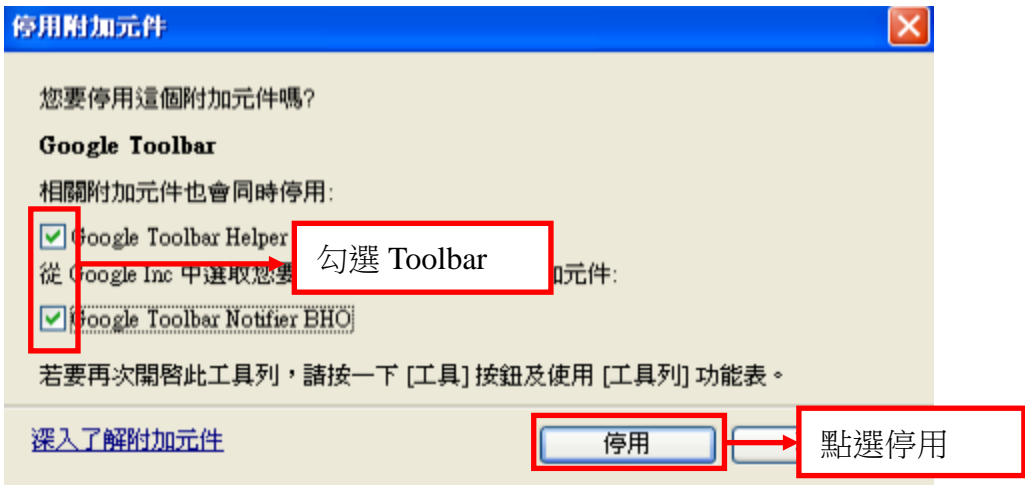 停用附加元件
您要停用這個附加元件嗎?
Google Toolbar
相關附加元件也會同時停用:
Google Toolbar Helper
勾選 Toolbar
從 Google Inc 中選取您要 加元件:
Google Toolbar Notifier BHO
若要再次開啓此工具列，請按一下 [工具] 按鈕及使用 [工具列] 功能表。
深入了解附加元件
停用
點選停用